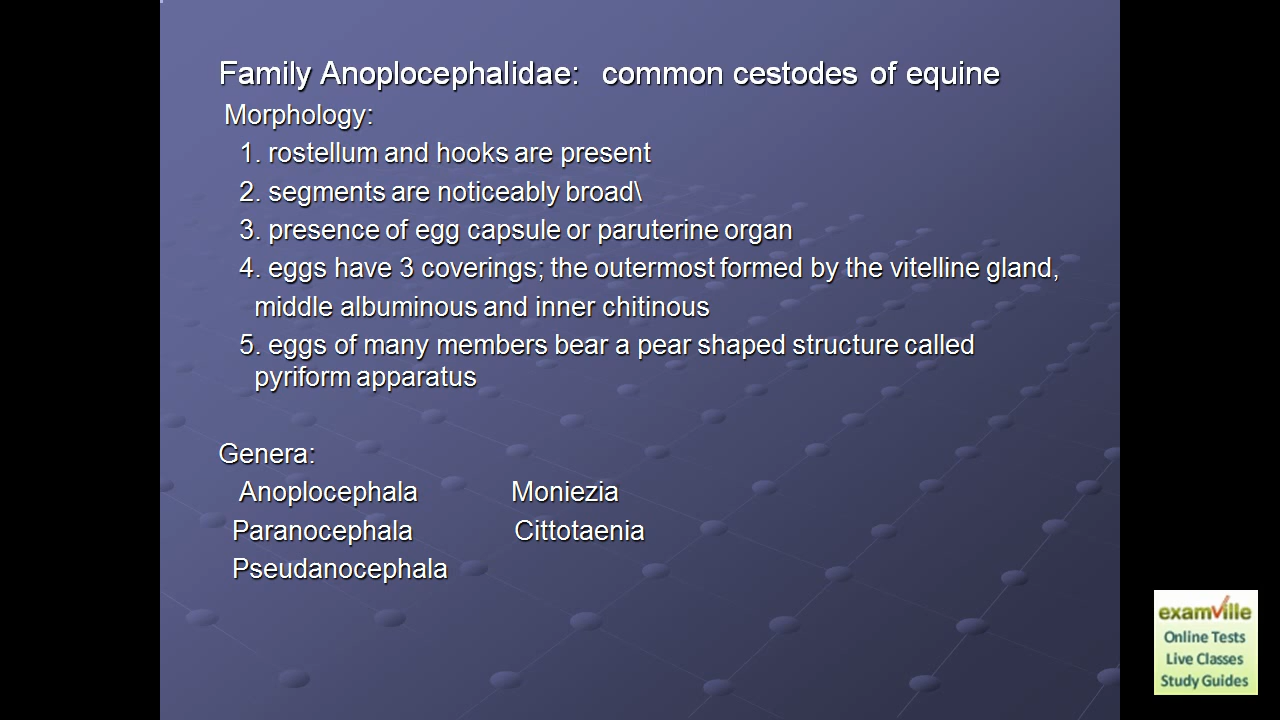 Family Anoplocephalidae: common cestodes of equine
Morphology:
1. rostellum and hooks are present
2. segments are noticeably broad\
3. presence of egg capsule or paruterine organ
4. eggs have 3 coverings; the outermost formed by the vitelline gland,
middle albuminous and inner chitinous
5. eggs of many members bear a pear shaped structure called
pyriform apparatus
Genera:
Anoplocephala Moniezia
Paranocephala Cittotaenia
Pseudanocephala
examville
Online Tests
Live Classes
Study Guides